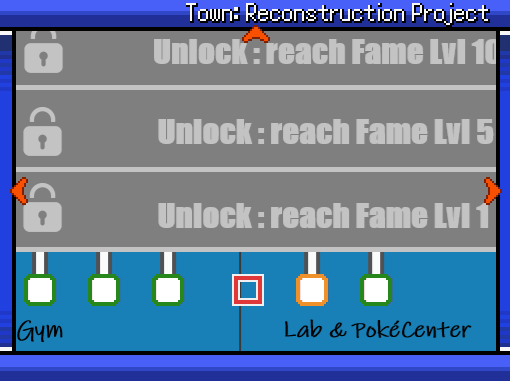 Town: Reconstruction Project
Unlock : reach Fame Lvl 10
Unlock : reach Fame Lvl 5
Unlock : reach Fame Lvl 1
Gym
Lab & PokéCenter